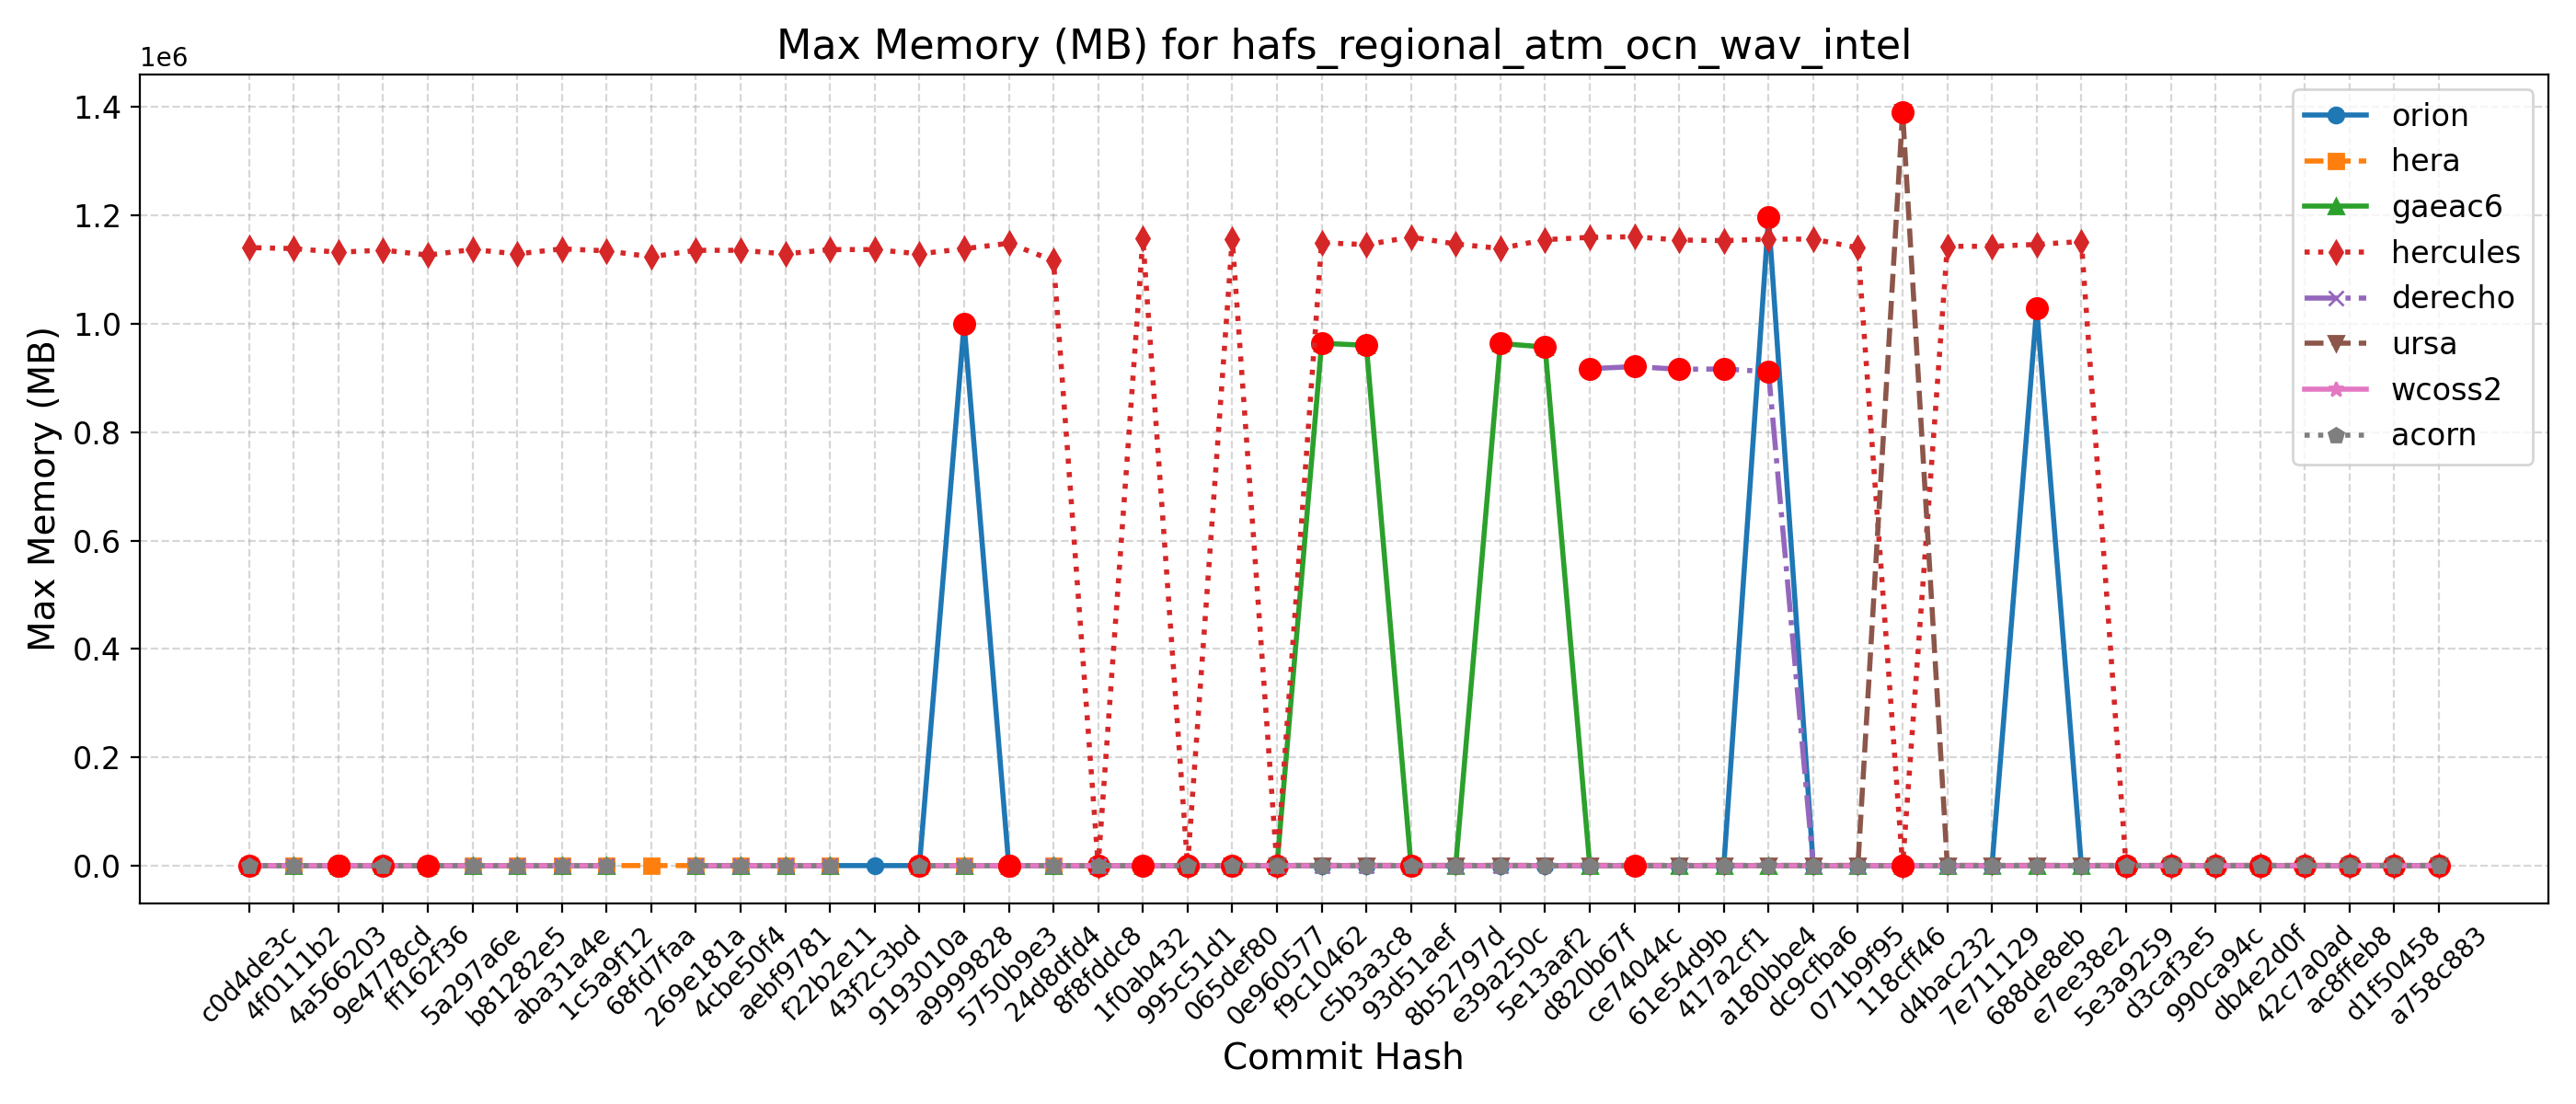 Max Memory (MB) for hafs_regional_atm_ocn_wav_intel
1e6
1.4
1.2
1.0
0.8
0.6
0.4
0.2
0.0
Max Memory (MB)
orion
hera
gaeac6
hercules
derecho
ursa
wcoss2
acorn
c0d4de3c
4f0111b2
4a566203
9e4778cd
ff162f36
5a297a6e
b81282e5
aba31a4e
1c5a9f12
68fd7faa
269e181a
4cbe50f4
aebf9781
f22b2e11
43f2c3bd
9193010a
a9999828
5750b9e3
24d8dfd4
8f8fddc8
1f0ab432
995c51d1
065def80
0e960577
f9c10462
c5b3a3c8
93d51aef
8b52797d
e39a250c
5e13aaf2
d820b67f
ce74044c
61e54d9b
417a2cf1
a180bbe4
dc9cfba6
071b9f95
118cff46
d4bac232
7e711129
688de8eb
e7ee38e2
5e3a9259
d3caf3e5
990ca94c
db4e2d0f
42c7a0ad
ac8ffeb8
d1f50458
a758c883
Commit Hash